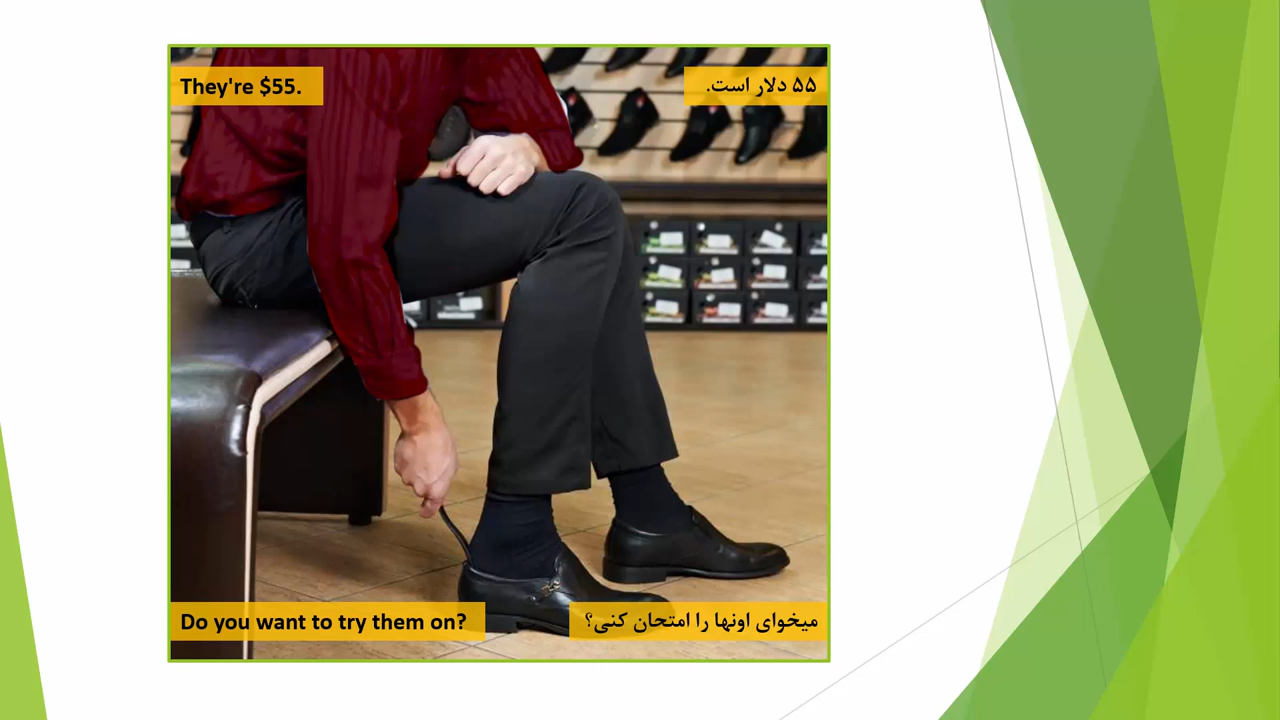 They're $55.
۵۵ دلار است.
Do you want to try them on?
میخوای اونها را امتحان کنی؟